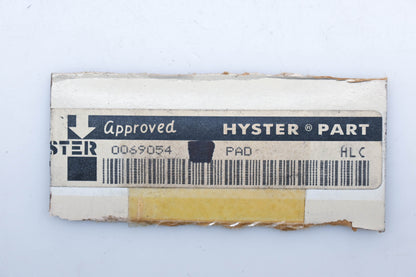 Approved HYSTER ® PART
STER 0069054 PAD HLC